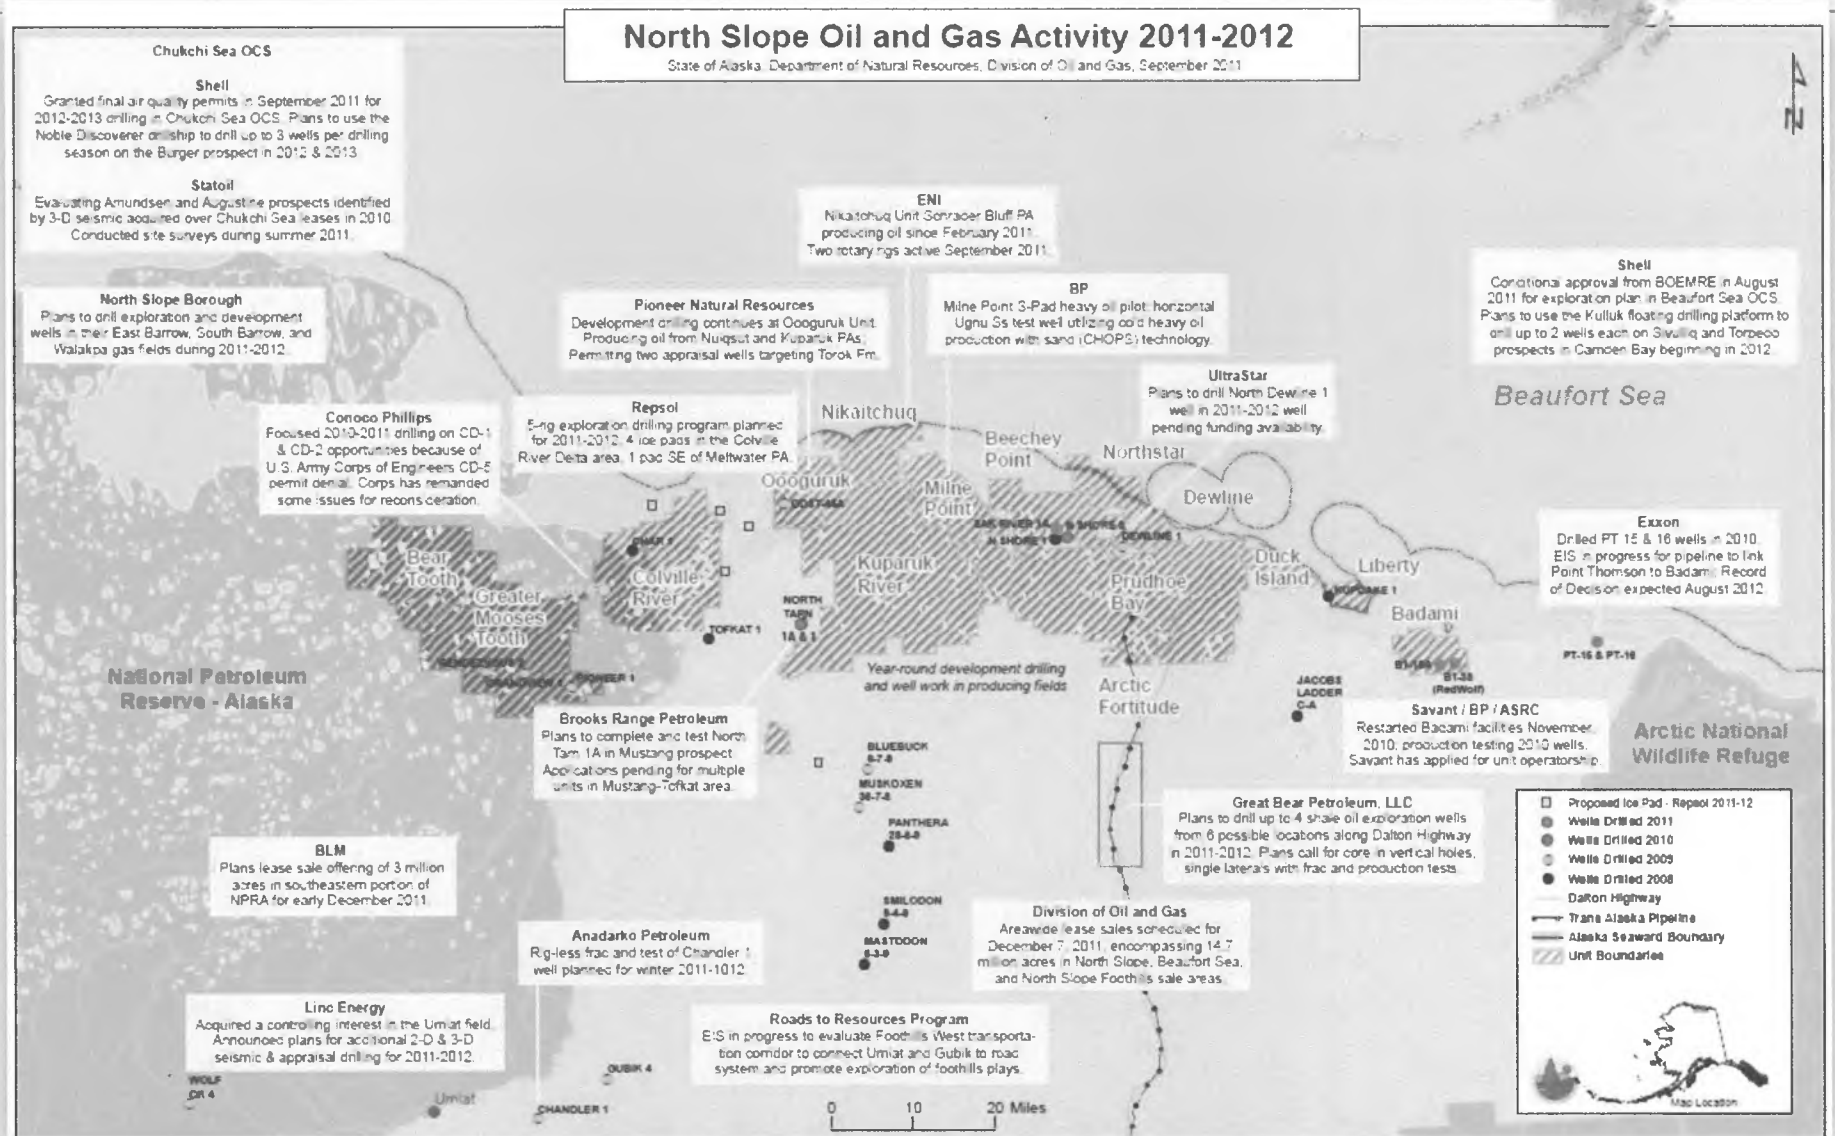 North Slope Oil and Gas Activity 2011-2012
State of Alaska, Department of Natural Resources, Division of Oil and Gas, September 2011
Chukchi Sea OCS
Shell
Granted final air quality permits in September 2011 for
2012-2013 drilling in Chukchi Sea OCS. Plans to use the
Noble Discoverer drillship to drill up to 3 wells per drilling
season on the Burger prospect in 2012 & 2013
Statoil
Evaluating Amundsen and Augustine prospects identified
by 3-D seismic acquired over Chukchi Sea leases in 2010.
Conducted site surveys during summer 2011.
North Slope Borough
Plans to drill exploration and development
wells in their East Barrow, South Barrow, and
Walakpa gas fields during 2011-2012.
ENI
Nikaitchuq Unit Schrader Bluff PA
producing oil since February 2011.
Two rotary rigs active September 2011.
Pioneer Natural Resources
Development drilling continues at Oooguruk Unit.
Producing oil from Nuiqsut and Kuparuk PAs.
Permitting two appraisal wells targeting Torok Fm.
BP
Milne Point S-Pad heavy oil pilot: horizontal
Ugnu Ss test well utilizing cold heavy oil
production with sand (CHOPS) technology.
Shell
Conditional approval from BOEMRE in August
2011 for exploration plan in Beaufort Sea OCS.
Plans to use the Kulluk floating drilling platform to
drill up to 2 wells each on Sivulliq and Torpedo
prospects in Camden Bay beginning in 2012.
Beaufort Sea
UltraStar
Plans to drill North Dewline 1
well in 2011-2012 well
pending funding availability.
Conoco Phillips
Focused 2010-2011 drilling on CD-1
& CD-2 opportunities because of
U.S. Army Corps of Engineers CD-5
permit denial. Corps has remanded
some issues for reconsideration.
Repsol
5-rig exploration drilling program planned
for 2011-2012. 4 ice pads in the Colville
River Delta area, 1 pad SE of Meltwater PA.
Nikaitchuq
Beechey
Point
Northstar
Oooguruk
Milne
Point
Dewline
N SHORE 1
DEWLINE 1
CHAR 1
Bear
Tooth
Colville
River
Kuparuk
River
Prudhoe
Bay
Duck
Island
Liberty
Greater
Mooses
Tooth
NORTH
TARN
1A & 1
TOFKAT 1
Badami
Exxon
Drilled PT 15 & 16 wells in 2010.
EIS in progress for pipeline to link
Point Thomson to Badami; Record
of Decision expected August 2012.
PT-15 & PT-16
B1-38
(RedWolf)
National Petroleum
Reserve - Alaska
PIONEER 1
Year-round development drilling
and well work in producing fields
Arctic
Fortitude
JACOBS
LADDER
C-A
Savant / BP / ASRC
Restarted Badami facilities November,
2010; production testing 2010 wells.
Savant has applied for unit operatorship.
Arctic National
Wildlife Refuge
Brooks Range Petroleum
Plans to complete and test North
Tarn 1A in Mustang prospect.
Applications pending for multiple
units in Mustang-Tofkat area.
BLUEBUCK
6-7-9
MUSKOXEN
36-7-8
PANTHERA
28-6-9
SMILODON
9-4-9
MASTODON
6-3-9
Great Bear Petroleum, LLC
Plans to drill up to 4 shale oil exploration wells
from 6 possible locations along Dalton Highway
in 2011-2012. Plans call for core in vertical holes,
single laterals with frac and production tests.
BLM
Plans lease sale offering of 3 million
acres in southeastern portion of
NPRA for early December 2011.
Anadarko Petroleum
Rig-less frac and test of Chandler 1
well planned for winter 2011-1012.
Division of Oil and Gas
Areawide lease sales scheduled for
December 7, 2011, encompassing 14.7
million acres in North Slope, Beaufort Sea,
and North Slope Foothills sale areas.
Linc Energy
Acquired a controlling interest in the Umiat field.
Announced plans for additional 2-D & 3-D
seismic & appraisal drilling for 2011-2012.
Roads to Resources Program
EIS in progress to evaluate Foothills West transporta-
tion corridor to connect Umiat and Gubik to road
system and promote exploration of foothills plays.
WOLF
CR 4
Umiat
GUBIK 4
CHANDLER 1
0 10 20 Miles
Proposed Ice Pad - Repsol 2011-12
Wells Drilled 2011
Wells Drilled 2010
Wells Drilled 2009
Wells Drilled 2008
Dalton Highway
Trans Alaska Pipeline
Alaska Seaward Boundary
Unit Boundaries
Map Location
N